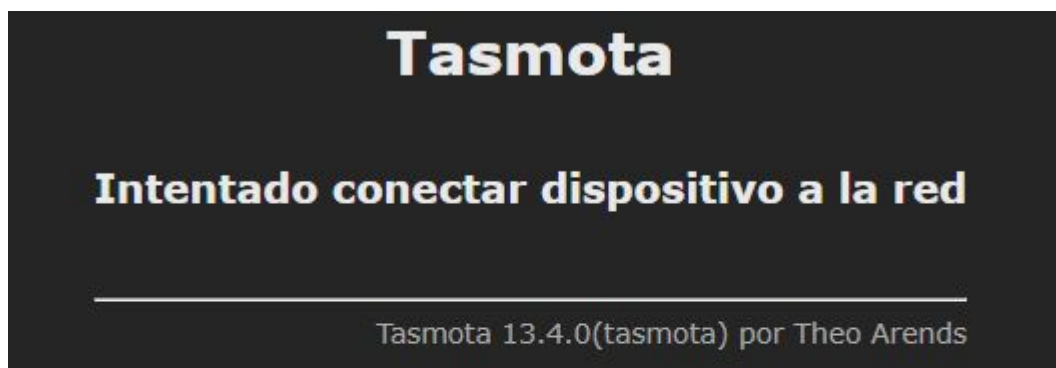 Tasmota
Intentado conectar dispositivo a la red
Tasmota 13.4.0(tasmota) por Theo Arends